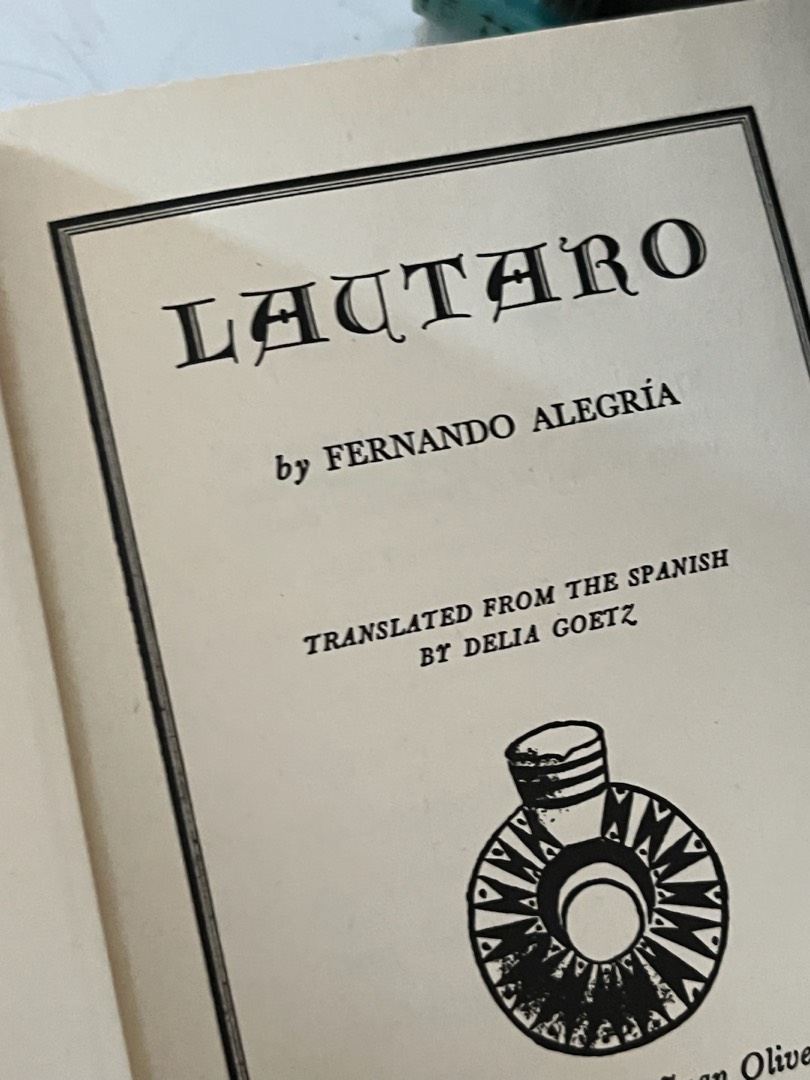 LAUTARO
by FERNANDO ALEGRÍA
TRANSLATED FROM THE SPANISH
BY DELIA GOETZ